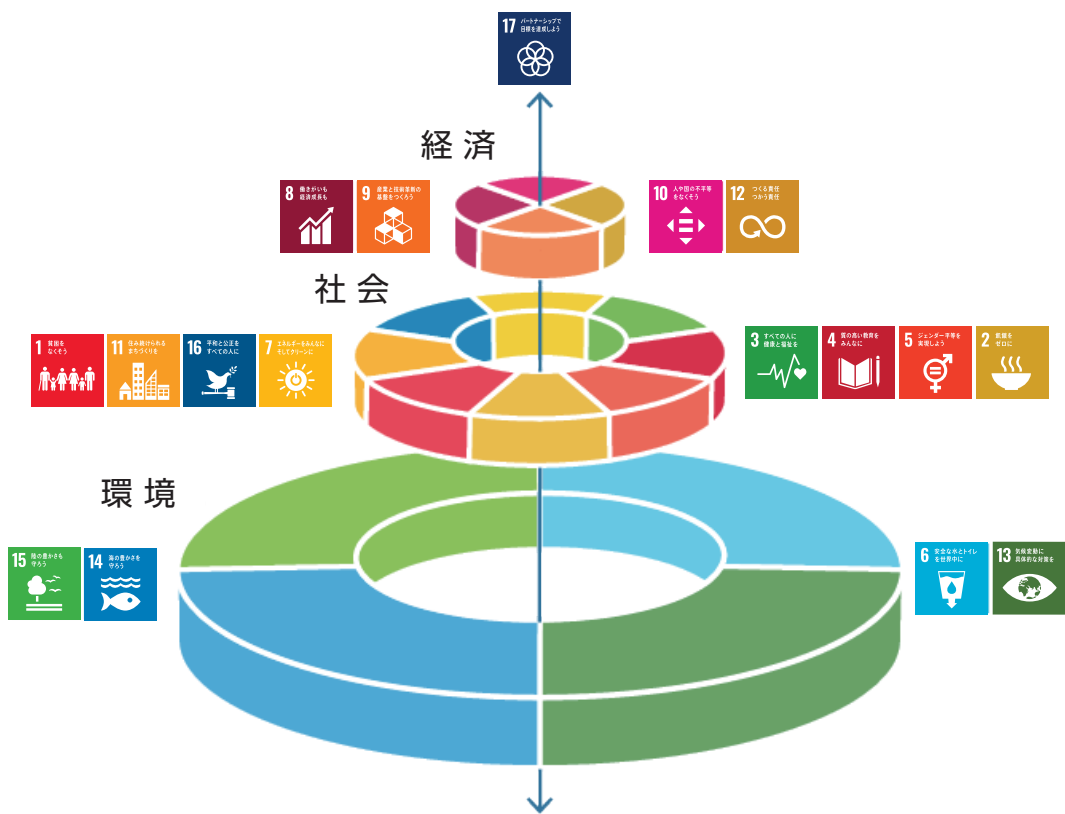 17 パートナーシップで
目標を達成しよう
経済
8 働きがいも
経済成長も
9 産業と技術革新の
基盤をつくろう
10 人や国の不平等
をなくそう
12 つくる責任
つかう責任
社会
1 貧困を
なくそう
11 住み続けられる
まちづくりを
16 平和と公正を
すべての人に
7 エネルギーをみんなに
そしてクリーンに
3 すべての人に
健康と福祉を
4 質の高い教育を
みんなに
5 ジェンダー平等を
実現しよう
2 飢餓を
ゼロに
環境
15 陸の豊かさも
守ろう
14 海の豊かさを
守ろう
6 安全な水とトイレ
を世界中に
13 気候変動に
具体的な対策を